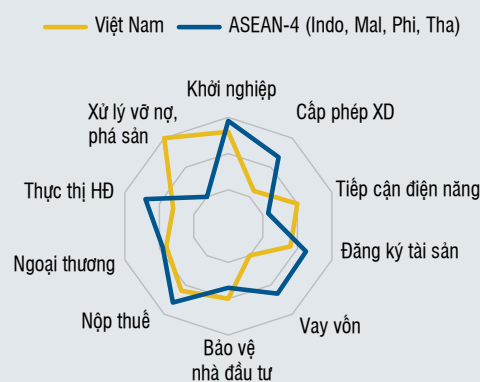 Việt Nam
ASEAN-4 (Indo, Mal, Phi, Tha)
Khởi nghiệp
Cấp phép XD
Tiếp cận điện năng
Đăng ký tài sản
Vay vốn
Bảo vệ
nhà đầu tư
Nộp thuế
Ngoại thương
Thực thị HĐ
Xử lý vỡ nợ,
phá sản